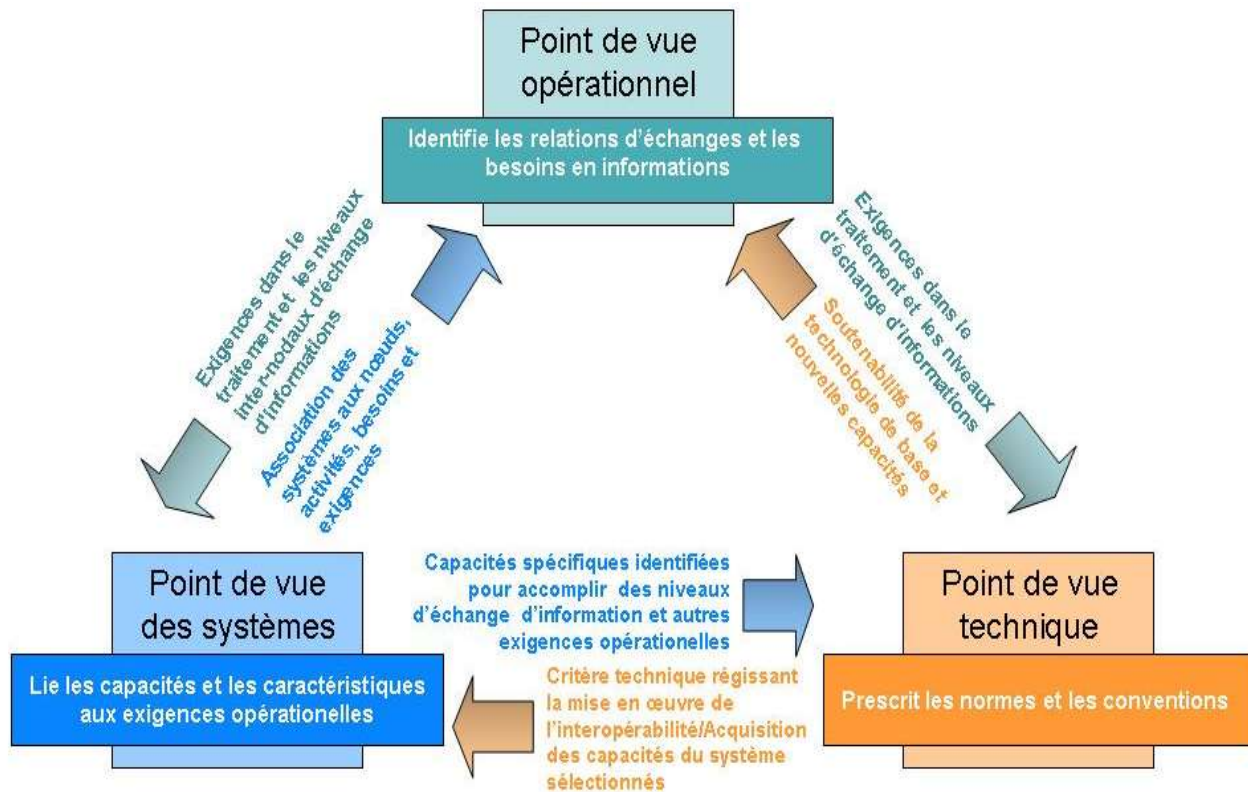 Point de vue
opérationnel
Identifie les relations d'échanges et les
besoins en informations
Exigences dans le
traitement et les niveaux
inter-nodaux d'échange
d'informations
Association des
systèmes aux nœuds,
activités, besoins et
exigences
Exigences dans le
traitement et les niveaux
d'échange d'informations
Soutenabilité de la
technologie de base et
nouvelles capacités
Point de vue
des systèmes
Lie les capacités et les caractéristiques
aux exigences opérationelles
Capacités spécifiques identifiées
pour accomplir des niveaux
d'échange d'information et autres
exigences opérationelles
Critère technique régissant
la mise en œuvre de
l'interopérabilité/Acquisition
des capacités du système
sélectionnés
Point de vue
technique
Prescrit les normes et les conventions